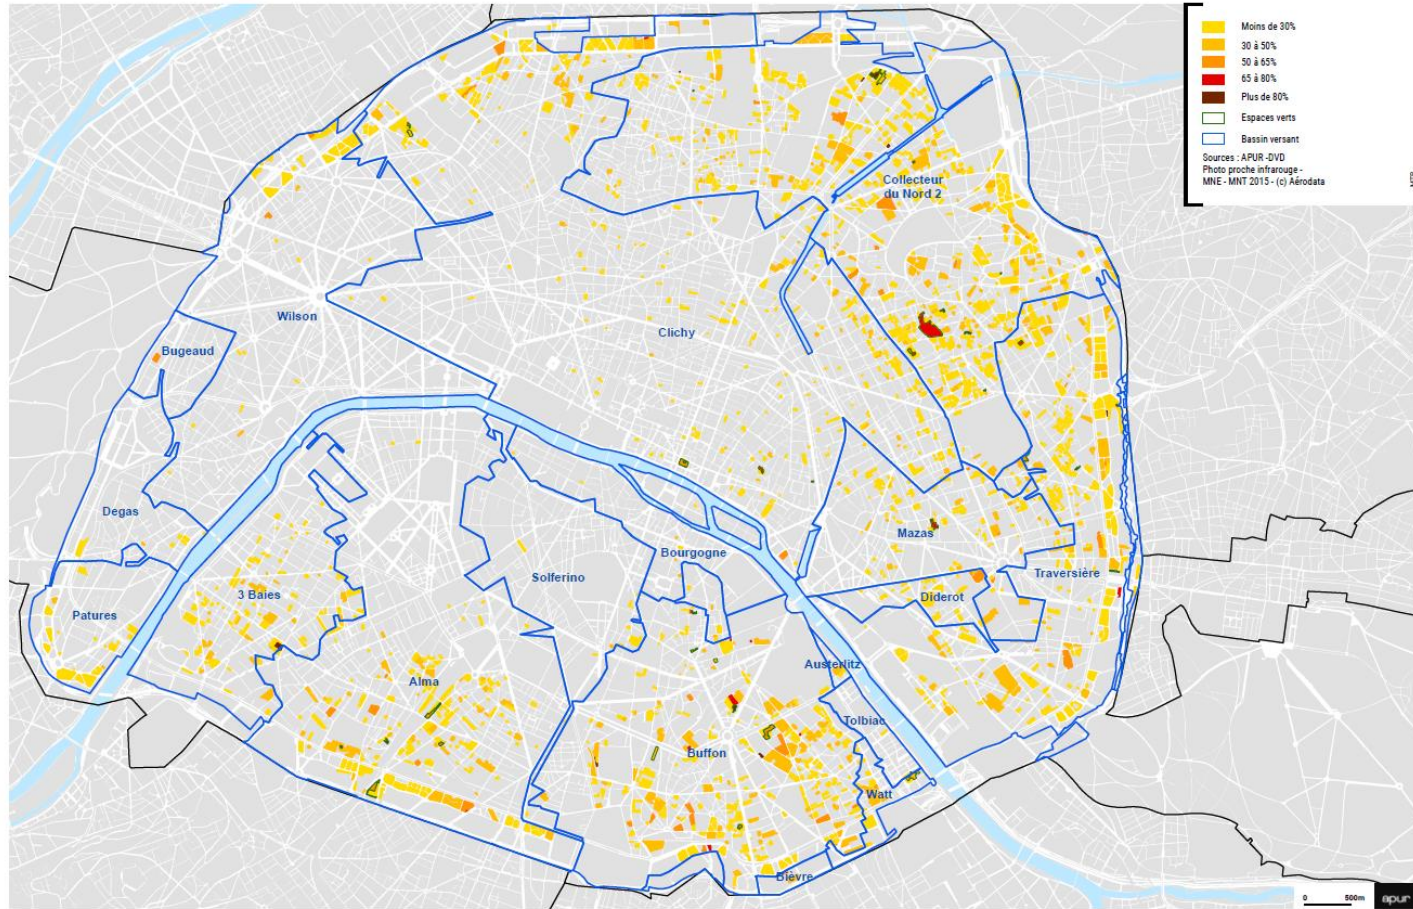 Moins de 30%
30 à 50%
50 à 65%
65 à 80%
Plus de 80%
Espaces verts
Bassin versant
Sources : APUR -DVD
Photo proche infrarouge -
MNE - MNT 2015 - (c) Aérodata
Collecteur
du Nord 2
Wilson
Clichy
Bugeaud
Degas
Mazas
Bourgogne
Solferino
Traversière
3 Baies
Diderot
Patures
Austerlitz
Alma
Tolbiac
Buffon
Watt
Bièvre
0 500m
apur